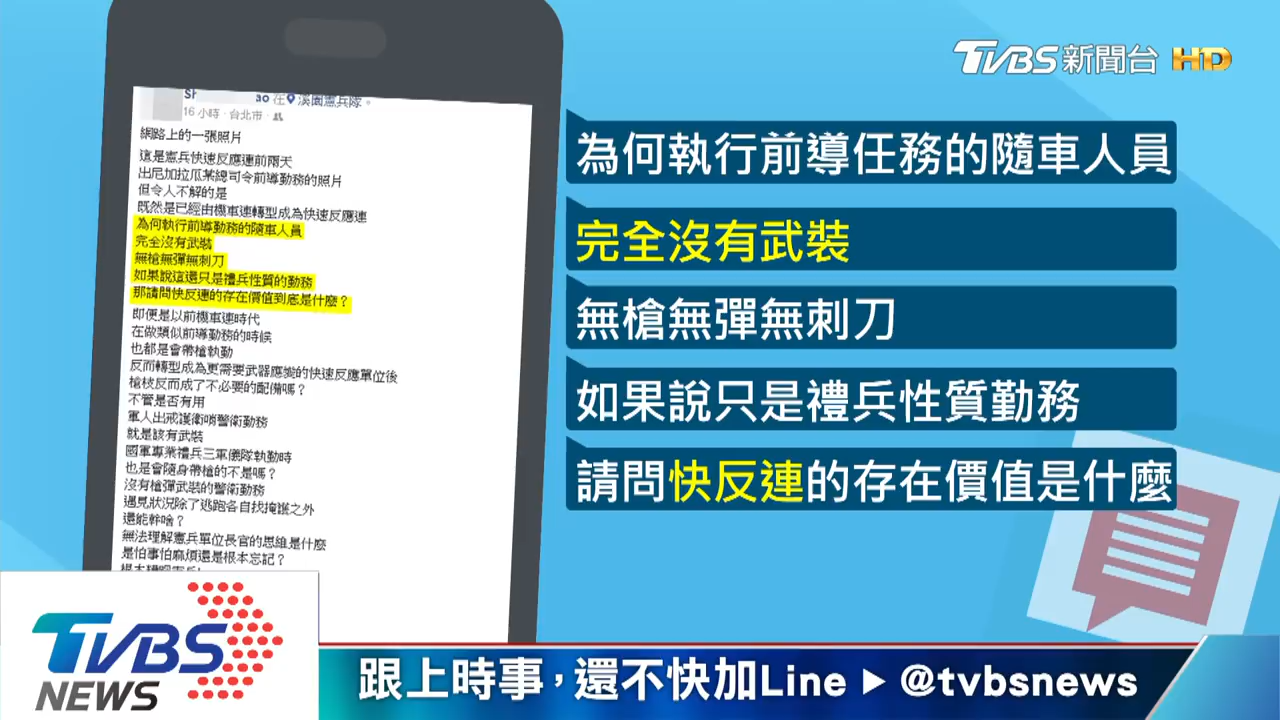 TVBS新聞台 HD
在 溪園憲兵隊。
16 小時 · 台北市 ·
網路上的一張照片
這是憲兵快速反應連前兩天
出尼加拉瓜某總司令前導勤務的照片
但令人不解的是
既然是已經由機車連轉型成為快速反應連
為何執行前導勤務的隨車人員
完全沒有武裝
無槍無彈無刺刀
如果說這還只是禮兵性質的勤務
那請問快反連的存在價值到底是什麼？
即便是以前機車連時代
在做類似前導勤務的時候
也都是會帶槍執勤
反而轉型成為更需要武器應變的快速反應單位後
槍枝反而成了不必要的配備嗎？
不管是否有用
軍人出戒護衛哨警衛勤務
就是該有武裝
國軍專業禮兵三軍儀隊執勤時
也是會隨身帶槍的不是嗎？
沒有槍彈武裝的警衛勤務
遇見狀況除了逃跑各自找掩護之外
還能幹啥？
無法理解憲兵單位長官的思維是什麼
是怕事怕麻煩還是根本忘記？
為何執行前導任務的隨車人員
完全沒有武裝
無槍無彈無刺刀
如果說只是禮兵性質勤務
請問快反連的存在價值是什麼
TVBS NEWS
跟上時事，還不快加Line ▶ @tvbsnews